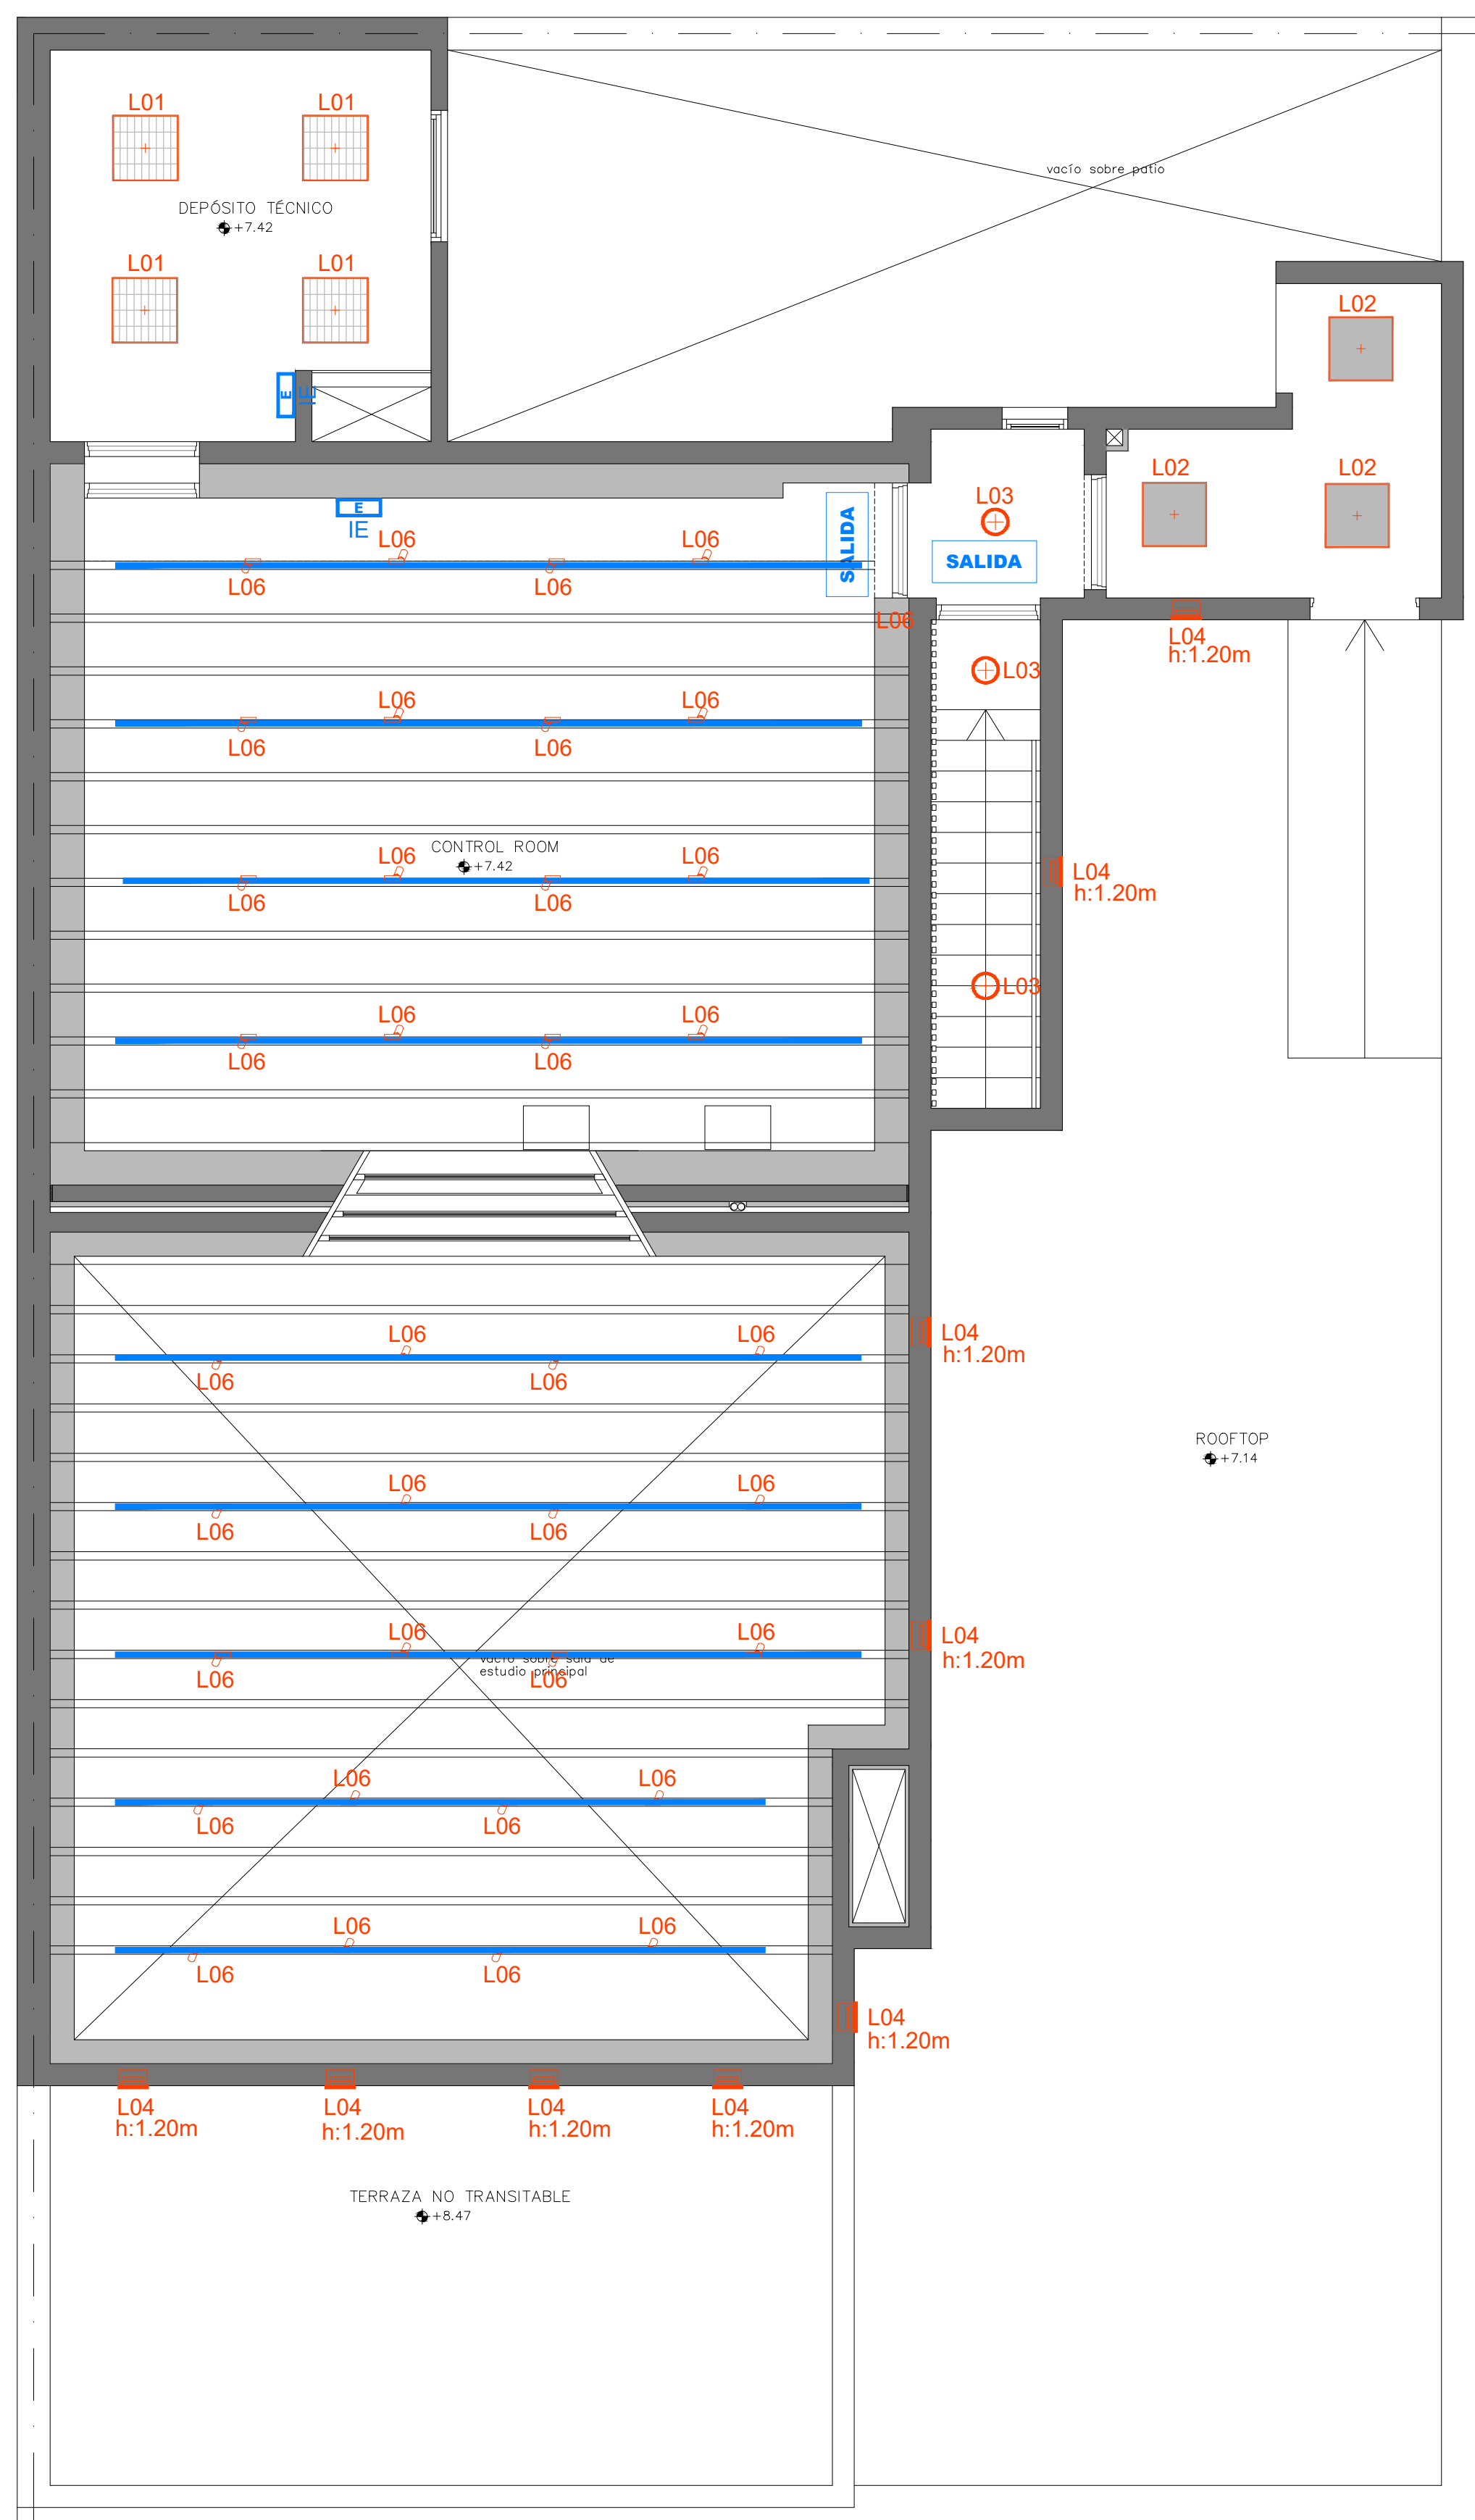 L01 L01
vacío sobre patio
DEPÓSITO TÉCNICO
+7.42
L01 L01
L02
E
IE
L02 L02
L03
E
IE
SALIDA
SALIDA
L06 L06
L06 L06
L06
L04
h:1.20m
L03
L06 L06
L06 L06
CONTROL ROOM
+7.42
L06 L06
L06 L06
L04
h:1.20m
L03
L06 L06
L06 L06
L04
h:1.20m
L06 L06
L06 L06
ROOFTOP
+7.14
L06 L06
L06 L06
L04
h:1.20m
L06 L06
vacío sobre sala de
estudio principal
L06 L06
L06 L06
L06 L06
L06 L06
L06 L06
L04
h:1.20m
L04 L04 L04 L04
h:1.20m h:1.20m h:1.20m h:1.20m
TERRAZA NO TRANSITABLE
+8.47